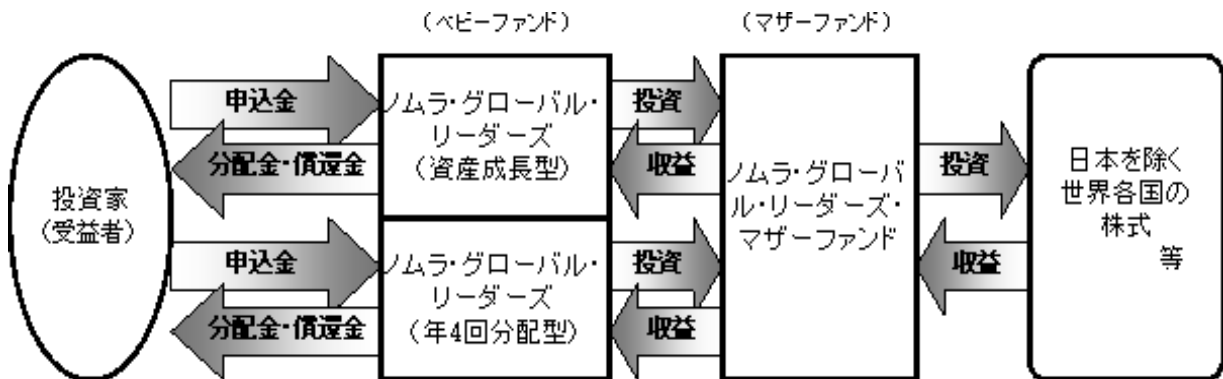 （ベビーファンド）
（マザーファンド）
投資家
（受益者）
申込金
分配金・償還金
申込金
分配金・償還金
ノムラ・グローバル・
リーダーズ
（資産成長型）
ノムラ・グローバル・
リーダーズ
（年4回分配型）
投資
収益
投資
収益
ノムラ・グローバ
ル・リーダーズ・
マザーファンド
投資
収益
日本を除く
世界各国の
株式
等